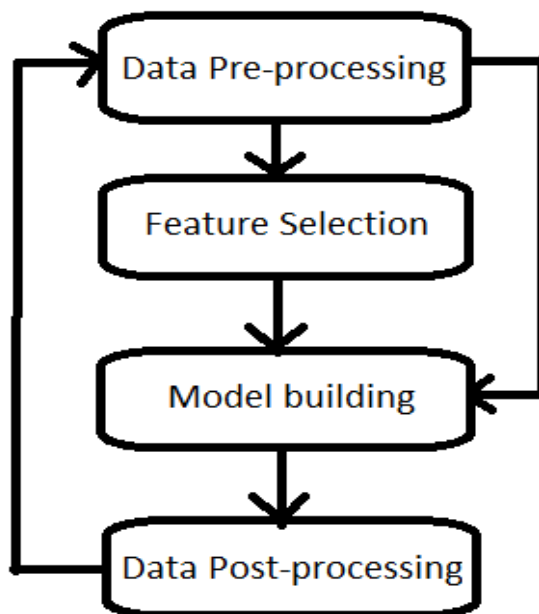 Data Pre-processing
Feature Selection
Model building
Data Post-processing